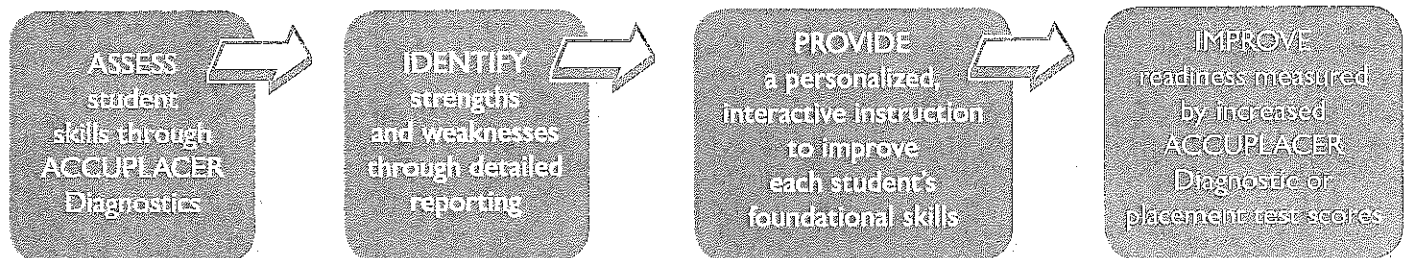 ASSESS
student
skills through
ACCUPLACER
Diagnostics
IDENTIFY
strengths
and weaknesses
through detailed
reporting
PROVIDE
a personalized,
interactive instruction
to improve
each student's
foundational skills
IMPROVE
readiness measured
by increased
ACCUPLACER
Diagnostic or
placement test scores